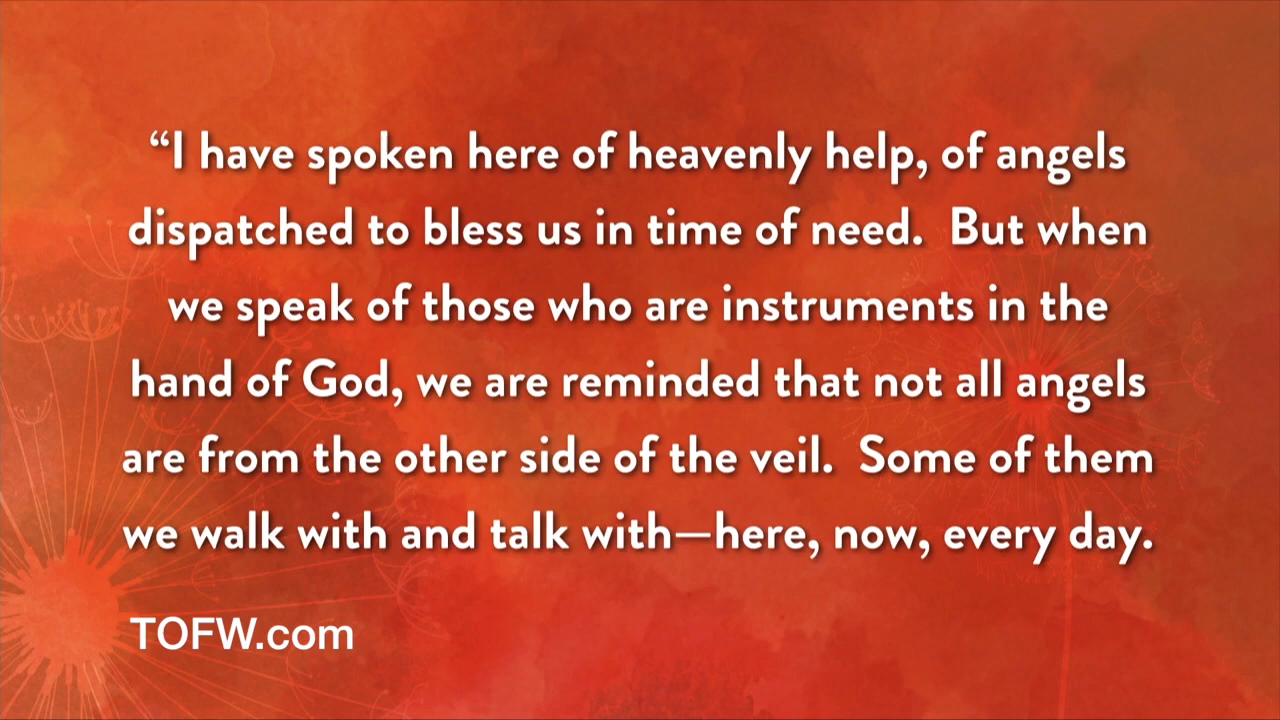 “I have spoken here of heavenly help, of angels
dispatched to bless us in time of need.  But when
we speak of those who are instruments in the
hand of God, we are reminded that not all angels
are from the other side of the veil.  Some of them
we walk with and talk with—here, now, every day.
TOFW.com